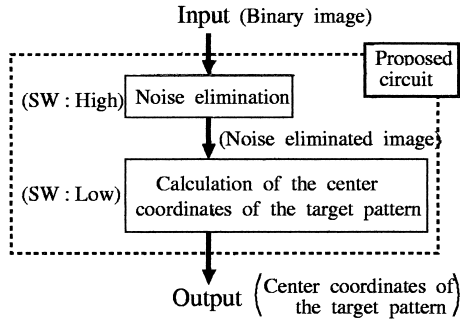 Input (Binary image)
Proposed
circuit
(SW : High) Noise elimination
(Noise eliminated image)
(SW : Low)
Calculation of the center
coordinates of the target pattern
Output (Center coordinates of
the target pattern)